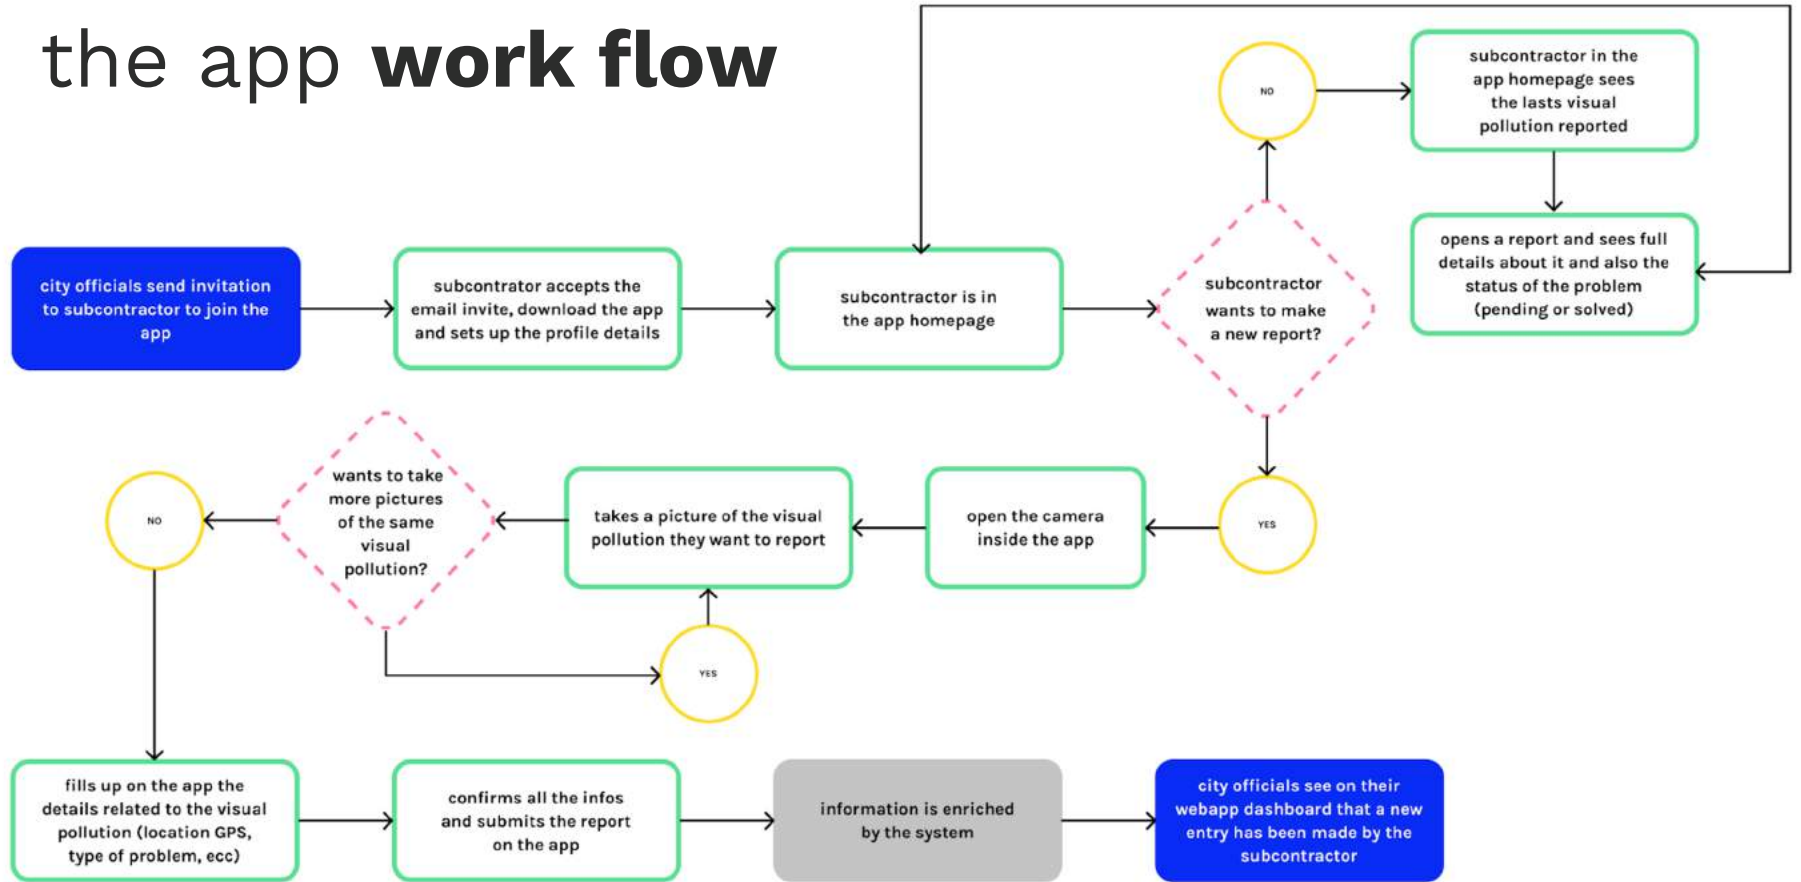 the app work flow
NO
subcontractor in the
app homepage sees
the lasts visual
pollution reported
city officials send invitation
to subcontractor to join the
app
subcontrator accepts the
email invite, download the app
and sets up the profile details
subcontractor is in
the app homepage
subcontractor
wants to make
a new report?
opens a report and sees full
details about it and also the
status of the problem
(pending or solved)
NO
wants to take
more pictures
of the same
visual
pollution?
takes a picture of the visual
pollution they want to report
open the camera
inside the app
YES
YES
fills up on the app the
details related to the visual
pollution (location GPS,
type of problem, ecc)
confirms all the infos
and submits the report
on the app
information is enriched
by the system
city officials see on their
webapp dashboard that a new
entry has been made by the
subcontractor